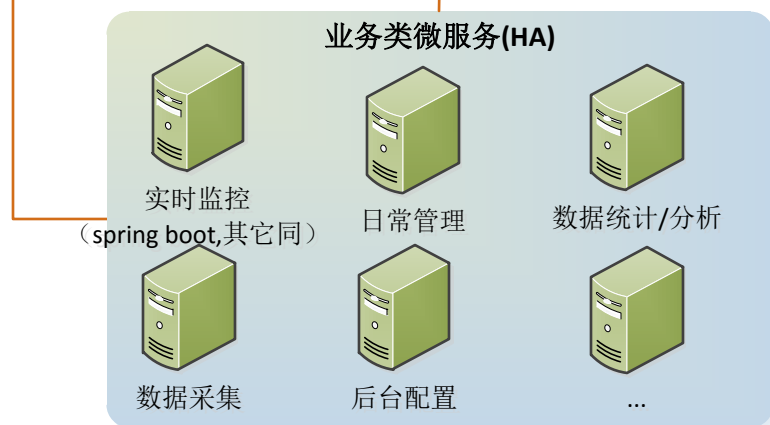 业务类微服务(HA)
实时监控
（spring boot,其它同）
日常管理
数据统计/分析
数据采集
后台配置
...